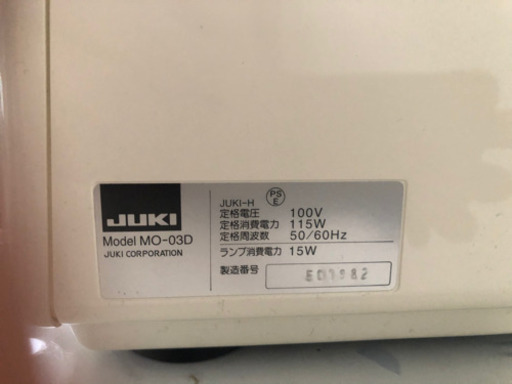 JUKI
Model MO-03D
JUKI CORPORATION
JUKI-H
PS
E
定格電圧 100V
定格消費電力 115W
定格周波数 50/60Hz
ランプ消費電力 15W
製造番号